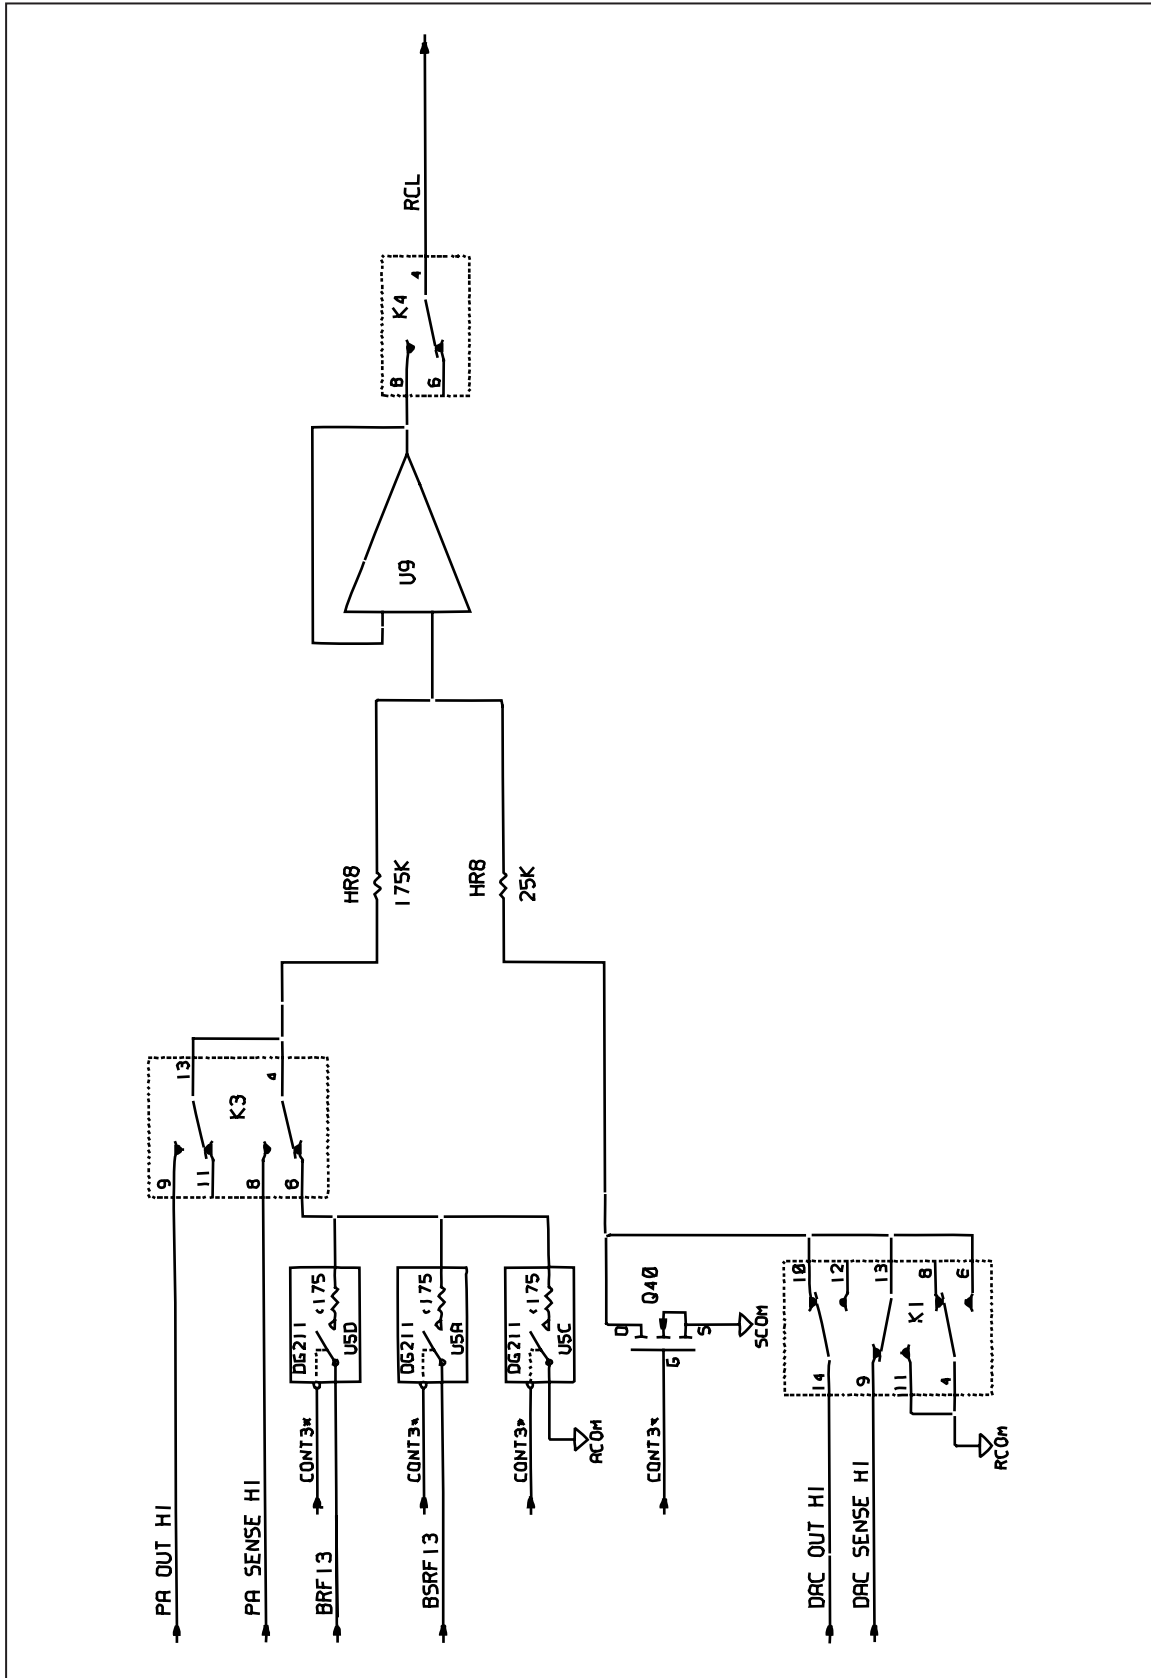 RCL
4
K4
8
6
U9
HR8
175K
HR8
25K
13
4
K3
9
11
8
6
DG211
<175
U5D
DG211
<175
U5A
DG211
<175
U5C
CONT3*
CONT3*
CONT3*
RCOM
Q40
D
S
G
SCOM
CONT3*
10
12
13
8
6
K1
14
9
11
4
RCOM
PA OUT HI
PA SENSE HI
BRF13
BSRF13
DAC OUT HI
DAC SENSE HI